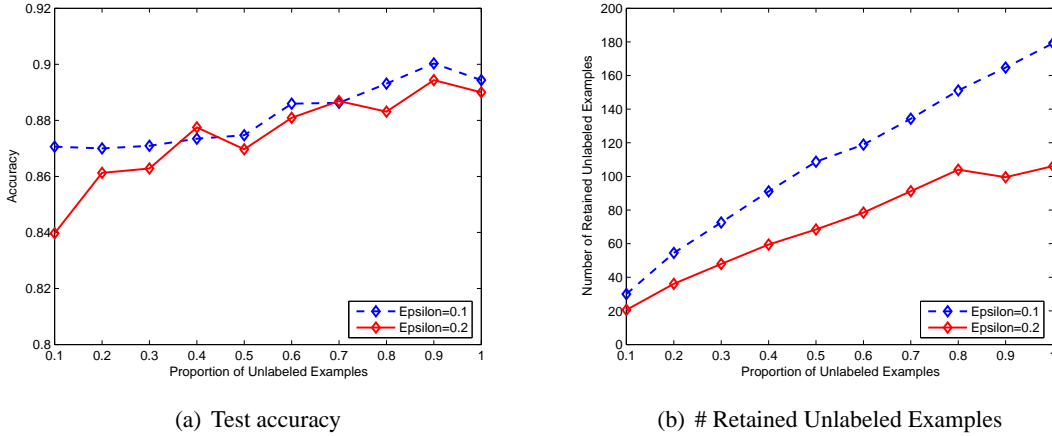 0.92
0.9
0.88
0.86
0.84
0.82
0.8
Accuracy
0.1 0.2 0.3 0.4 0.5 0.6 0.7 0.8 0.9 1
Proportion of Unlabeled Examples
Epsilon=0.1
Epsilon=0.2
(a) Test accuracy
200
180
160
140
120
100
80
60
40
20
0
Number of Retained Unlabeled Examples
0.1 0.2 0.3 0.4 0.5 0.6 0.7 0.8 0.9 1
Proportion of Unlabeled Examples
Epsilon=0.1
Epsilon=0.2
(b) # Retained Unlabeled Examples